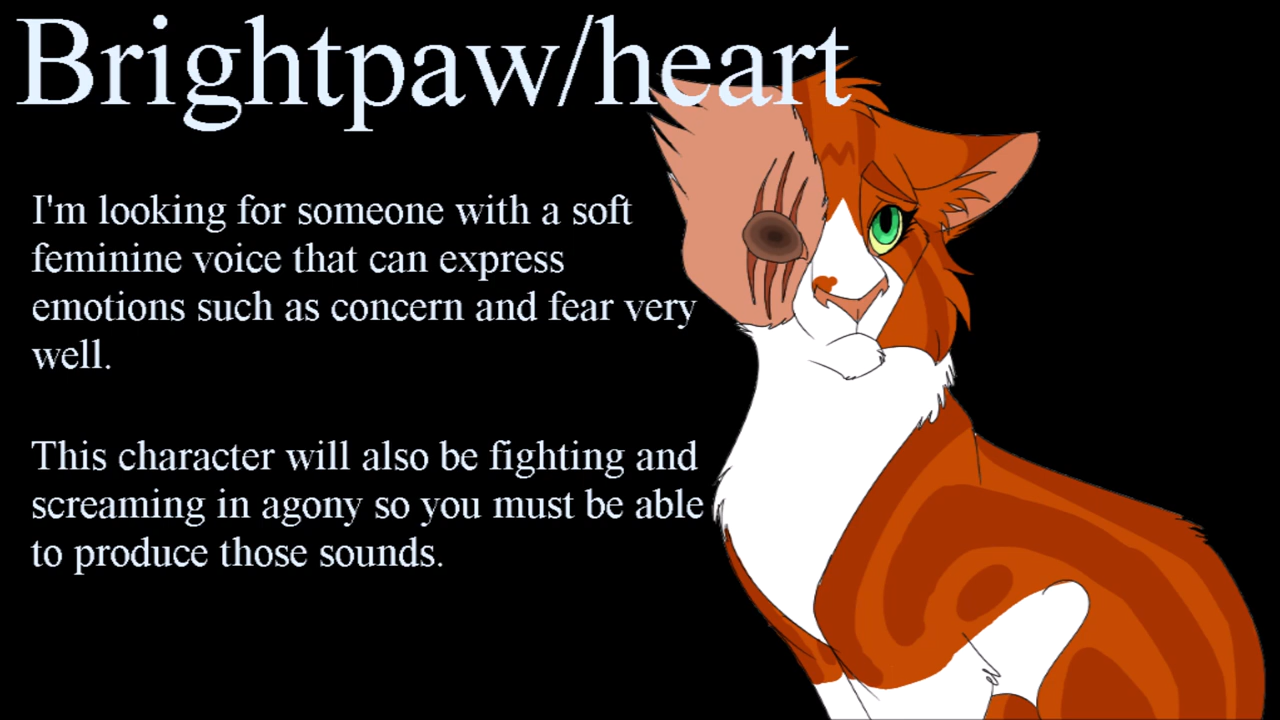 Brightpaw/heart
I'm looking for someone with a soft
feminine voice that can express
emotions such as concern and fear very
well.
This character will also be fighting and
screaming in agony so you must be able
to produce those sounds.